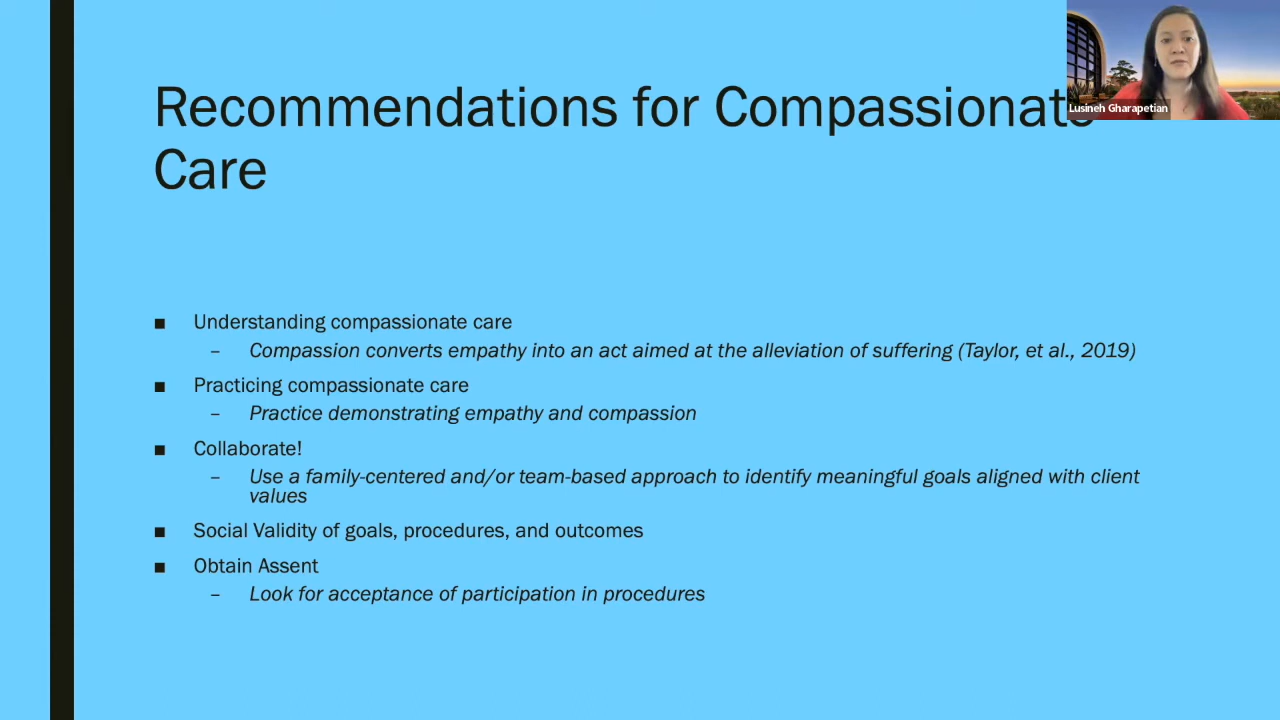 Recommendations for Compassionate
Care
Lusineh Gharapetian
■ Understanding compassionate care
– Compassion converts empathy into an act aimed at the alleviation of suffering (Taylor, et al., 2019)
■ Practicing compassionate care
– Practice demonstrating empathy and compassion
■ Collaborate!
– Use a family-centered and/or team-based approach to identify meaningful goals aligned with client
values
■ Social Validity of goals, procedures, and outcomes
■ Obtain Assent
– Look for acceptance of participation in procedures